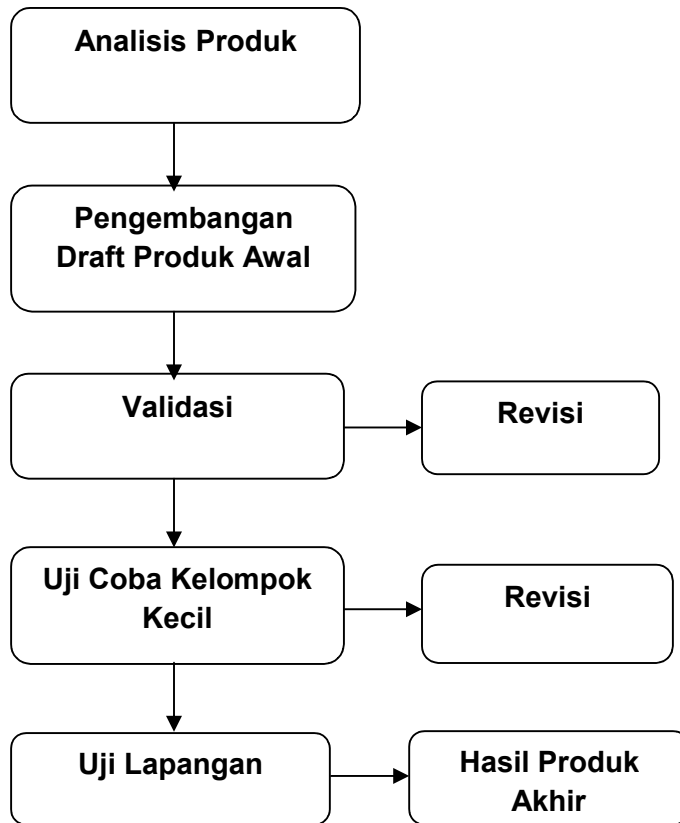 Analisis Produk
Pengembangan
Draft Produk Awal
Validasi
Revisi
Uji Coba Kelompok
Kecil
Revisi
Uji Lapangan
Hasil Produk
Akhir